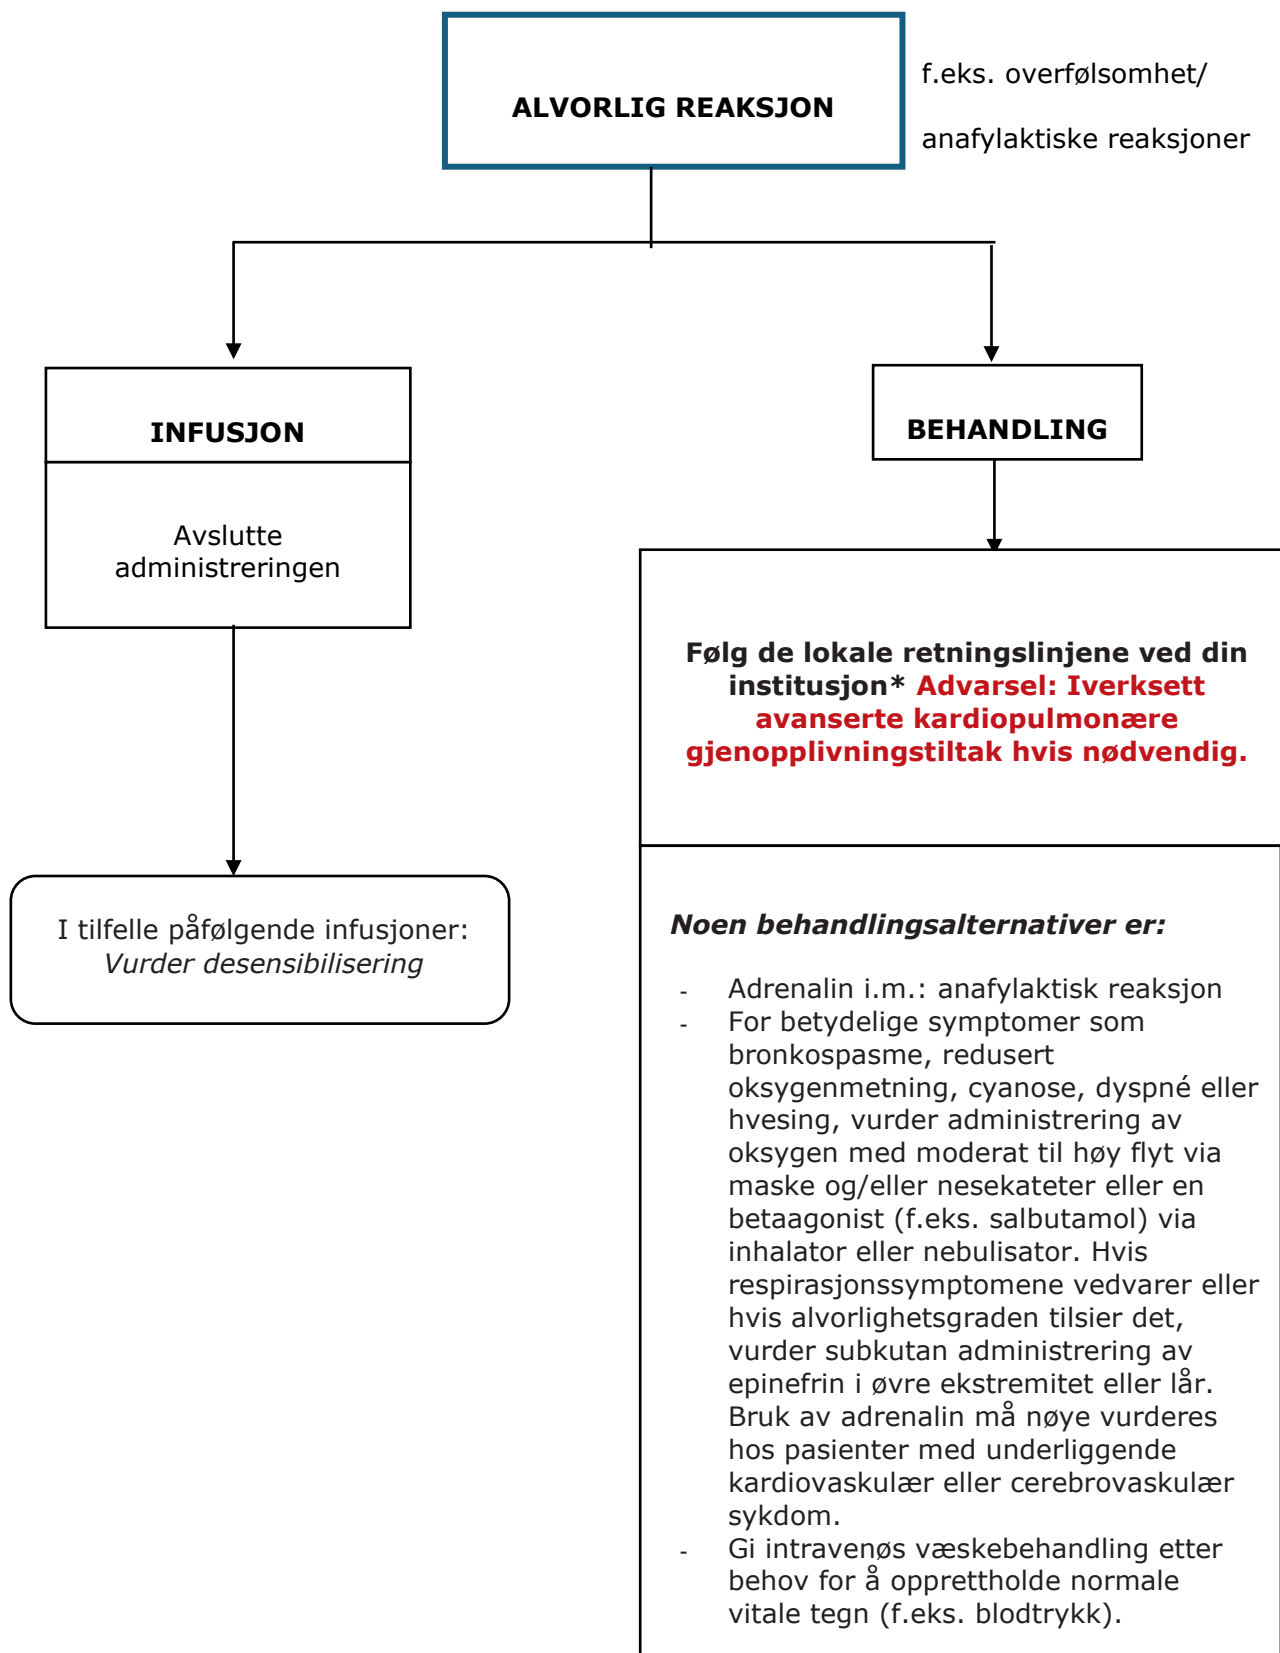 ALVORLIG REAKSJON
f.eks. overfølsomhet/
anafylaktiske reaksjoner
INFUSJON
Avslutte
administreringen
I tilfelle påfølgende infusjoner:
Vurder desensibilisering
BEHANDLING
Følg de lokale retningslinjene ved din
institusjon* Advarsel: Iverksett
avanserte kardiopulmonære
gjenopplivningstiltak hvis nødvendig.
Noen behandlingsalternativer er:
- Adrenalin i.m.: anafylaktisk reaksjon
- For betydelige symptomer som
bronkospasme, redusert
oksygenmetning, cyanose, dyspné eller
hvesing, vurder administrering av
oksygen med moderat til høy flyt via
maske og/eller nesekateter eller en
betaagonist (f.eks. salbutamol) via
inhalator eller nebulisator. Hvis
respirasjonssymptomene vedvarer eller
hvis alvorlighetsgraden tilsier det,
vurder subkutan administrering av
epinefrin i øvre ekstremitet eller lår.
Bruk av adrenalin må nøye vurderes
hos pasienter med underliggende
kardiovaskulær eller cerebrovaskulær
sykdom.
- Gi intravenøs væskebehandling etter
behov for å opprettholde normale
vitale tegn (f.eks. blodtrykk).